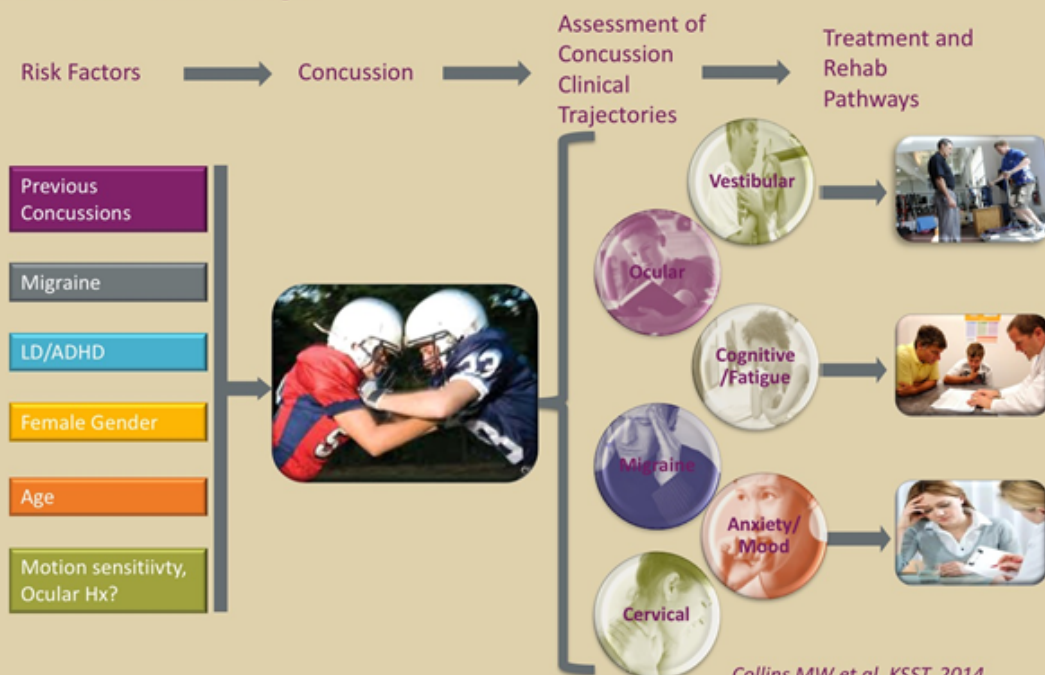 Risk Factors
Concussion
Assessment of
Concussion
Clinical
Trajectories
Treatment and
Rehab
Pathways
Previous
Concussions
Migraine
LD/ADHD
Female Gender
Age
Motion sensitiivty,
Ocular Hx?
Vestibular
Ocular
Cognitive
/Fatigue
Migraine
Anxiety/
Mood
Cervical
Collins MW et al, KSST, 2014